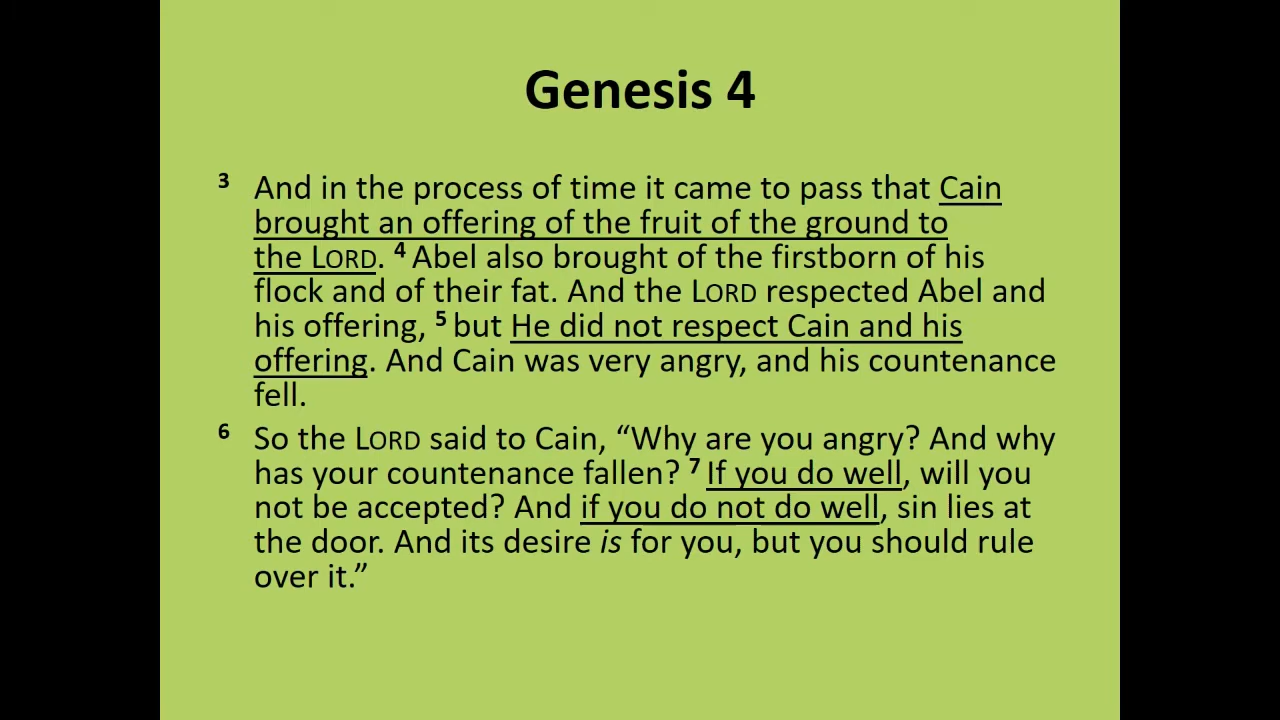 Genesis 4
3 And in the process of time it came to pass that Cain
brought an offering of the fruit of the ground to
the LORD. 4 Abel also brought of the firstborn of his
flock and of their fat. And the LORD respected Abel and
his offering, 5 but He did not respect Cain and his
offering. And Cain was very angry, and his countenance
fell.
6 So the LORD said to Cain, “Why are you angry? And why
has your countenance fallen? 7 If you do well, will you
not be accepted? And if you do not do well, sin lies at
the door. And its desire is for you, but you should rule
over it.”